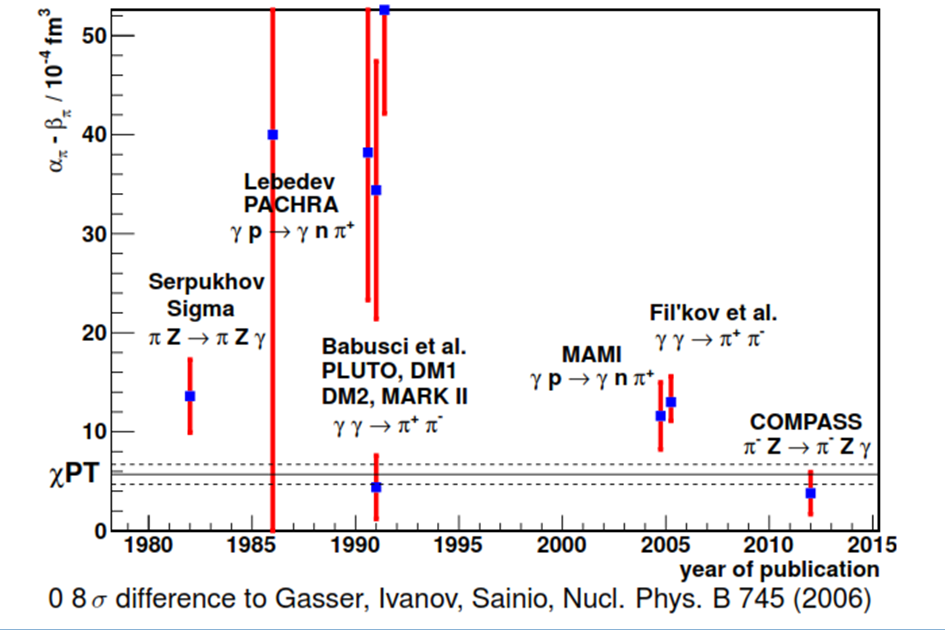 α_π - β_π / 10⁻⁴ fm³
50
40
30
20
10
0
χPT
Serpukhov
Sigma
π Z → π Z γ
Lebedev
PACHRA
γ p → γ n π⁺
Babusci et al.
PLUTO, DM1
DM2, MARK II
γ γ → π⁺ π⁻
MAMI
γ p → γ n π⁺
Fil'kov et al.
γ γ → π⁺ π⁻
COMPASS
π⁻ Z → π⁻ Z γ
1980 1985 1990 1995 2000 2005 2010 2015
year of publication
0 8 σ difference to Gasser, Ivanov, Sainio, Nucl. Phys. B 745 (2006)